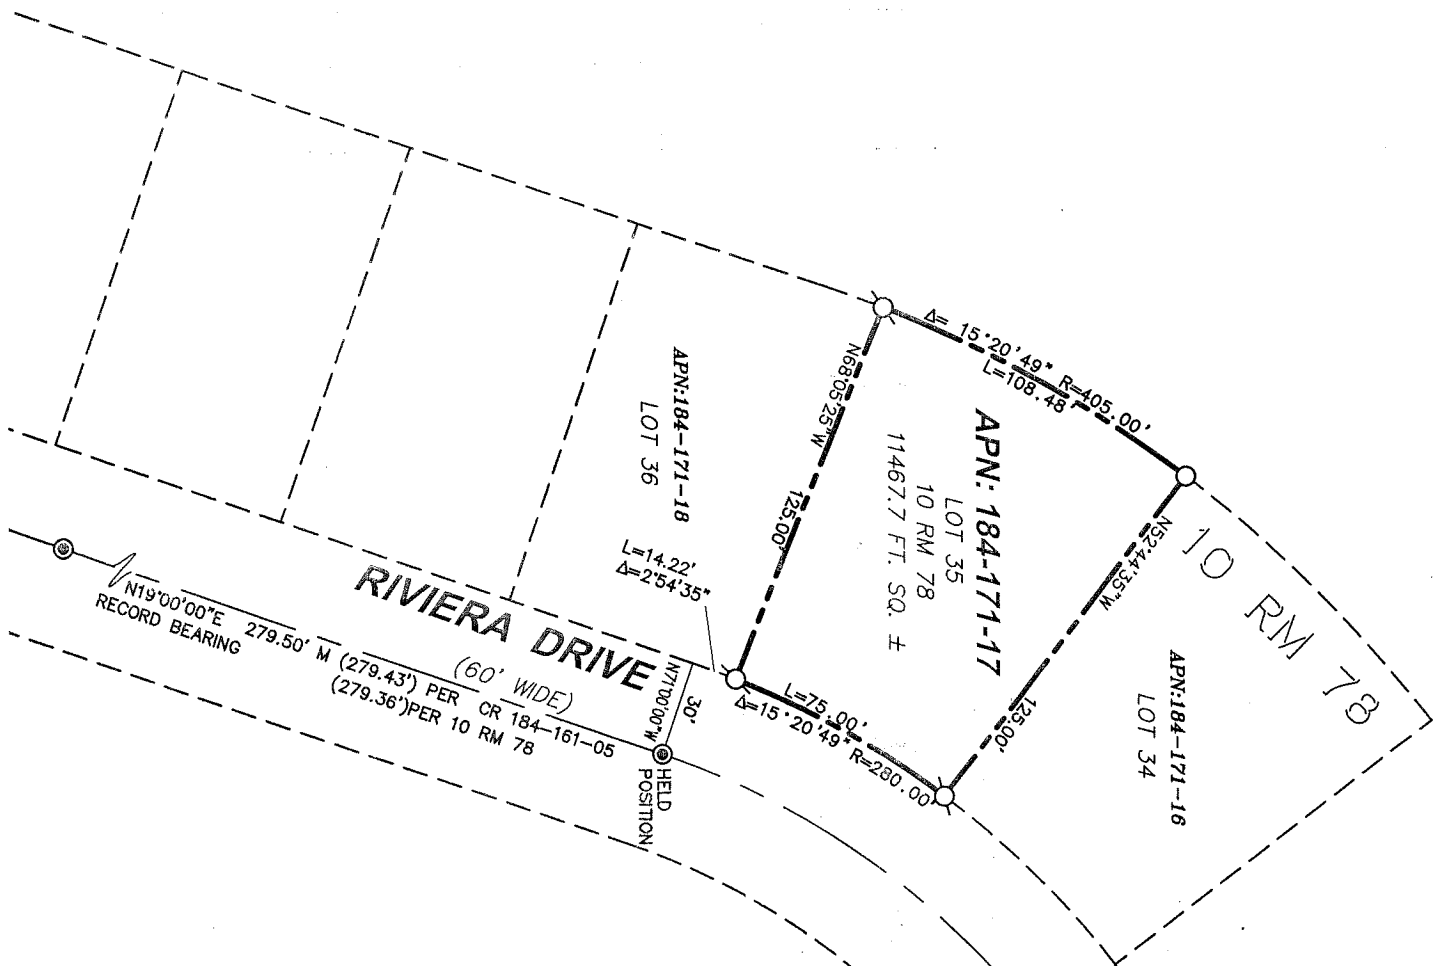 Δ= 15°20'49" R=405.00'
L=108.48'
N68°05'25"W
125.00'
APN:184-171-18
LOT 36
APN: 184-171-17
LOT 35
10 RM 78
11467.7 FT. SQ. ±
N52°44'35"W
125.00'
10 RM 78
APN:184-171-16
LOT 34
L=14.22'
Δ=2°54'35"
RIVIERA DRIVE
(60' WIDE)
N71°00'00"W
30'
L=75.00'
Δ=15°20'49" R=280.00'
N19°00'00"E 279.50' M (279.43') PER CR 184-161-05
RECORD BEARING
(279.36')PER 10 RM 78
HELD
POSITION